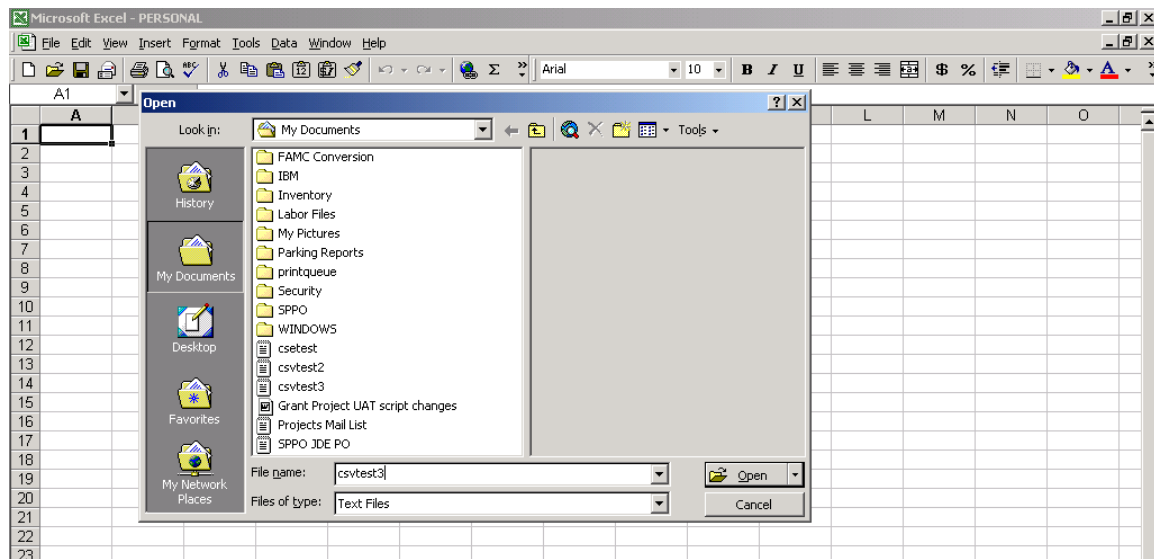 Microsoft Excel - PERSONAL
File Edit View Insert Format Tools Data Window Help
Arial 10 B I U $ %
A1
Open
A L M N O
Look in: My Documents Tools
1
2
3
4
5
6
7
8
9
10
11
12
13
14
15
16
17
18
19
20
21
22
23
History
My Documents
Desktop
Favorites
My Network
Places
FAMC Conversion
IBM
Inventory
Labor Files
My Pictures
Parking Reports
printqueue
Security
SPPO
WINDOWS
csetest
csvtest2
csvtest3
Grant Project UAT script changes
Projects Mail List
SPPO JDE PO
File name: csvtest3 Open
Files of type: Text Files Cancel